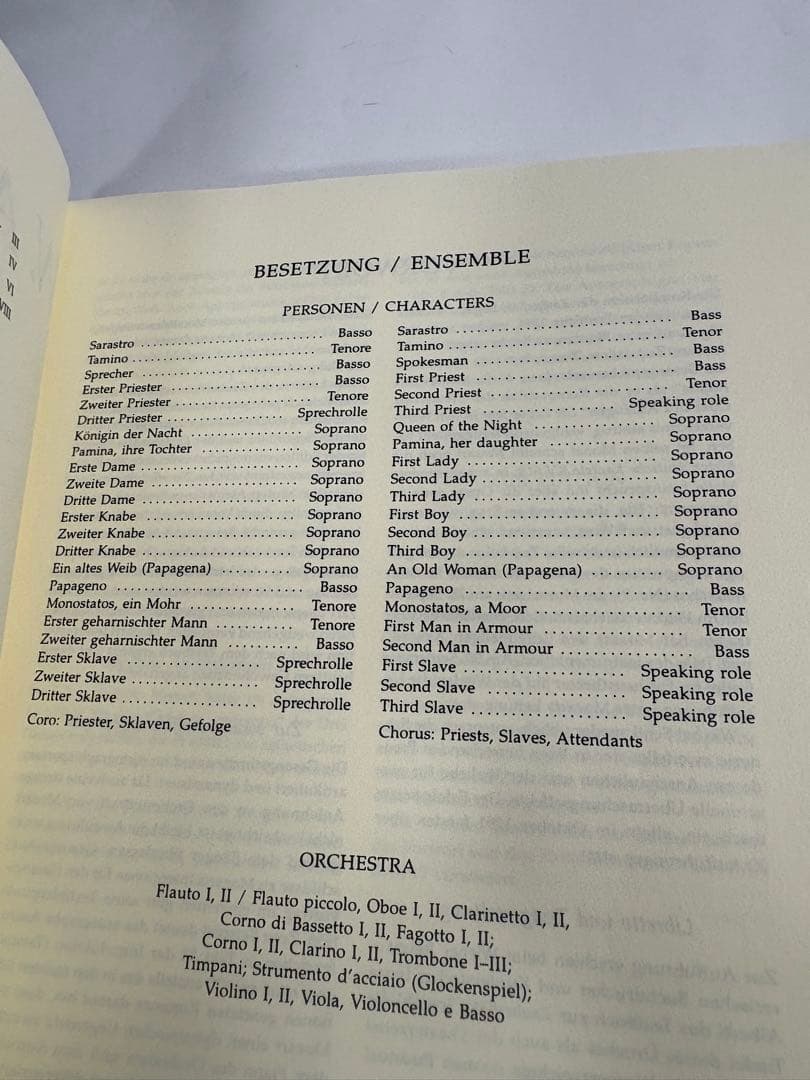 III
IV
VI
VIII
BESETZUNG / ENSEMBLE
PERSONEN / CHARACTERS
Sarastro .......................... Basso
Tamino .......................... Tenore
Sprecher .......................... Basso
Erster Priester .......................... Basso
Zweiter Priester .......................... Tenore
Dritter Priester .................. Sprechrolle
Königin der Nacht .................. Soprano
Pamina, ihre Tochter .............. Soprano
Erste Dame .......................... Soprano
Zweite Dame ........................ Soprano
Dritte Dame ......................... Soprano
Erster Knabe ........................ Soprano
Zweiter Knabe ...................... Soprano
Dritter Knabe ....................... Soprano
Ein altes Weib (Papagena) .......... Soprano
Papageno ............................ Basso
Monostatos, ein Mohr ............... Tenore
Erster geharnischter Mann ........... Tenore
Zweiter geharnischter Mann .......... Basso
Erster Sklave ................... Sprechrolle
Zweiter Sklave .................. Sprechrolle
Dritter Sklave ................... Sprechrolle
Coro: Priester, Sklaven, Gefolge
Sarastro .............................. Bass
Tamino .............................. Tenor
Spokesman .......................... Bass
First Priest .......................... Bass
Second Priest ........................ Tenor
Third Priest .................. Speaking role
Queen of the Night ................ Soprano
Pamina, her daughter .............. Soprano
First Lady .......................... Soprano
Second Lady ........................ Soprano
Third Lady .......................... Soprano
First Boy ............................ Soprano
Second Boy .......................... Soprano
Third Boy ........................... Soprano
An Old Woman (Papagena) ......... Soprano
Papageno ............................. Bass
Monostatos, a Moor .................. Tenor
First Man in Armour ................. Tenor
Second Man in Armour ............... Bass
First Slave .................... Speaking role
Second Slave .................. Speaking role
Third Slave .................... Speaking role
Chorus: Priests, Slaves, Attendants
ORCHESTRA
Flauto I, II / Flauto piccolo, Oboe I, II, Clarinetto I, II,
Corno di Bassetto I, II, Fagotto I, II;
Corno I, II, Clarino I, II, Trombone I–III;
Timpani; Strumento d'acciaio (Glockenspiel);
Violino I, II, Viola, Violoncello e Basso